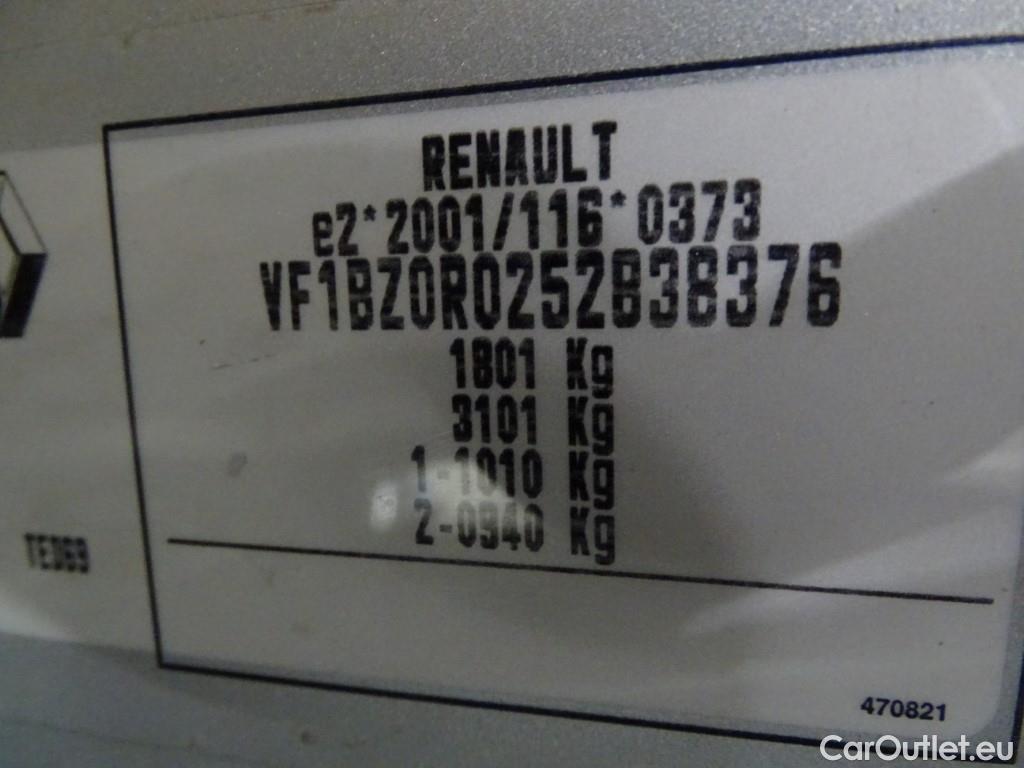 RENAULT
e2*2001/116*0373
VF1BZ0R0252838376
1801 Kg
3101 Kg
1-1010 Kg
2-0940 Kg
TED69
470821
CarOutlet.eu